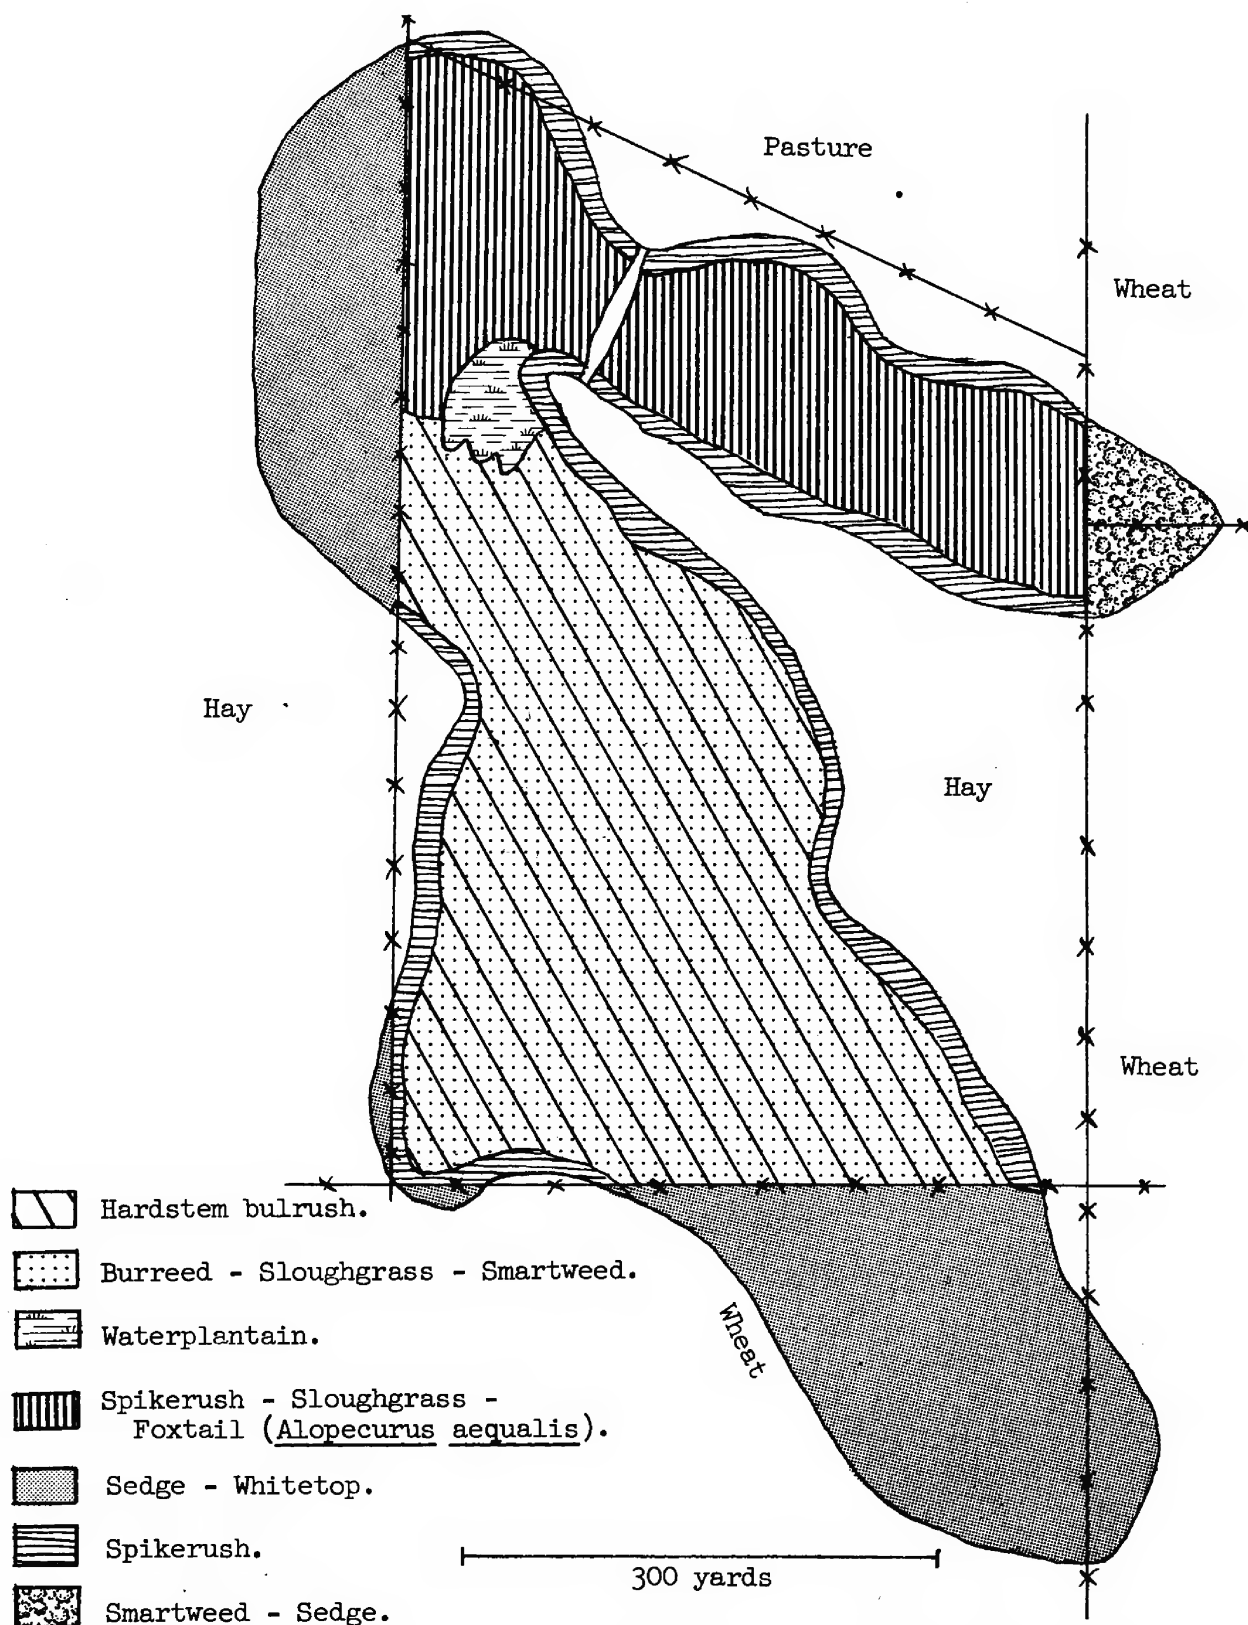 Pasture
Wheat
Hay
Hay
Wheat
Wheat
Hardstem bulrush.
Burreed - Sloughgrass - Smartweed.
Waterplantain.
Spikerush - Sloughgrass -
Foxtail (Alopecurus aequalis).
Sedge - Whitetop.
Spikerush.
Smartweed - Sedge.
300 yards